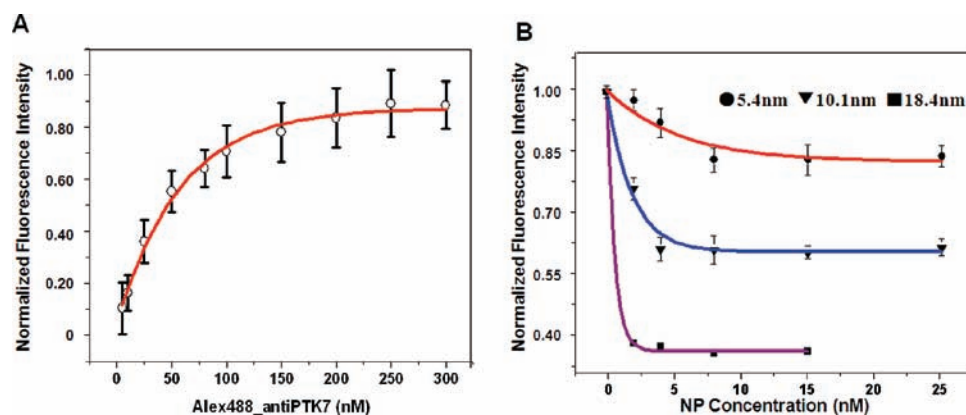 A
Normalized Fluorescence Intensity
1.00
0.80
0.60
0.40
0.20
0
0 50 100 150 200 250 300
Alex488_antiPTK7 (nM)
B
Normalized Fluorescence Intensity
1.00
0.85
0.70
0.55
0.40
5.4nm 10.1nm 18.4nm
0 5 10 15 20 25
NP Concentration (nM)